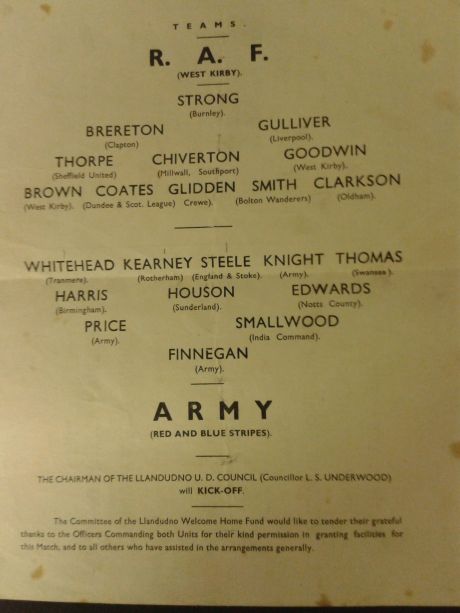 TEAMS.
R. A. F.
(WEST KIRBY).
STRONG
(Burnley).
BRERETON GULLIVER
(Clapton) (Liverpool).
THORPE CHIVERTON GOODWIN
(Sheffield United) (Millwall, Southport) (West Kirby).
BROWN COATES GLIDDEN SMITH CLARKSON
(West Kirby). (Dundee & Scot. League) Crewe). (Bolton Wanderers) (Oldham).
WHITEHEAD KEARNEY STEELE KNIGHT THOMAS
(Tranmere). (Rotherham) (England & Stoke). (Army). (Swansea).
HARRIS HOUSON EDWARDS
(Birmingham). (Sunderland). (Notts County).
PRICE SMALLWOOD
(Army). (India Command).
FINNEGAN
(Army).
ARMY
(RED AND BLUE STRIPES).
THE CHAIRMAN OF THE LLANDUDNO U. D. COUNCIL (Councillor L. S. UNDERWOOD)
will KICK-OFF.
The Committee of the Llandudno Welcome Home Fund would like to tender their grateful
thanks to the Officers Commanding both Units for their kind permission in granting facilities for
this Match, and to all others who have assisted in the arrangements generally.